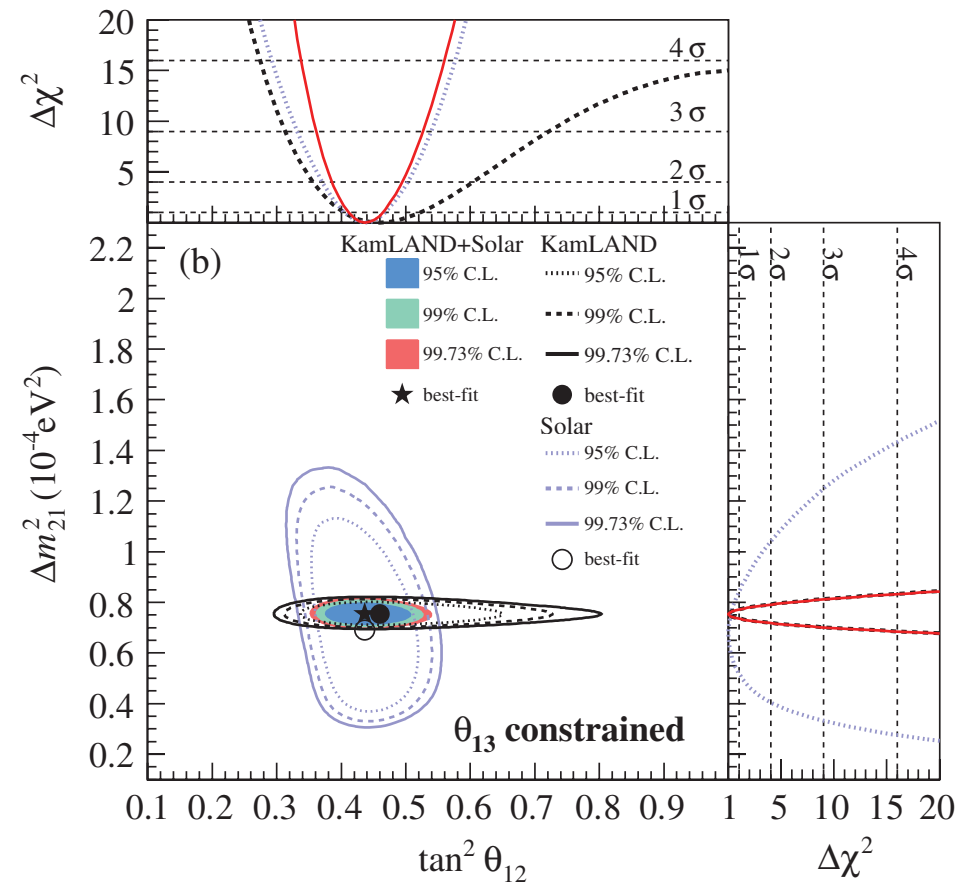 20
15
10
5
Δχ²
4 σ
3 σ
2 σ
1 σ
(b)
KamLAND+Solar
95% C.L.
99% C.L.
99.73% C.L.
best-fit
KamLAND
95% C.L.
99% C.L.
99.73% C.L.
best-fit
Solar
95% C.L.
99% C.L.
99.73% C.L.
best-fit
θ₁₃ constrained
2.2
2
1.8
1.6
1.4
1.2
1
0.8
0.6
0.4
0.2
Δm²₂₁ (10⁻⁴eV²)
0.1 0.2 0.3 0.4 0.5 0.6 0.7 0.8 0.9 1
tan² θ₁₂
1σ 2σ 3σ 4σ
5 10 15 20
Δχ²